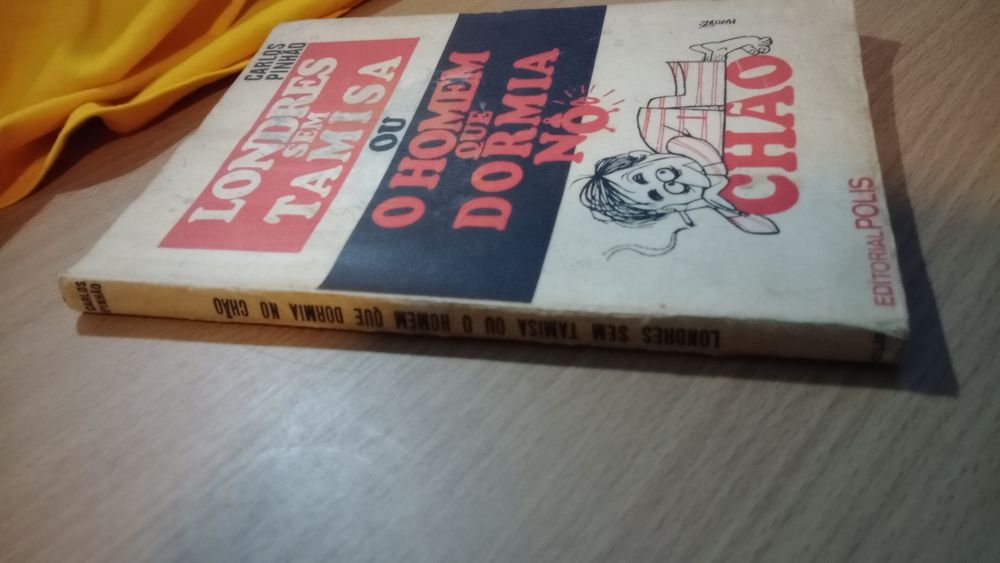 CARLOS
PINHÃO
LONDRES
SEM
TAMISA
OU
O HOMEM
QUE
DORMIA
NO
CHÃO
EDITORIAL POLIS
CARLOS
PINHÃO
LONDRES SEM TAMISA OU O HOMEM QUE DORMIA NO CHÃO